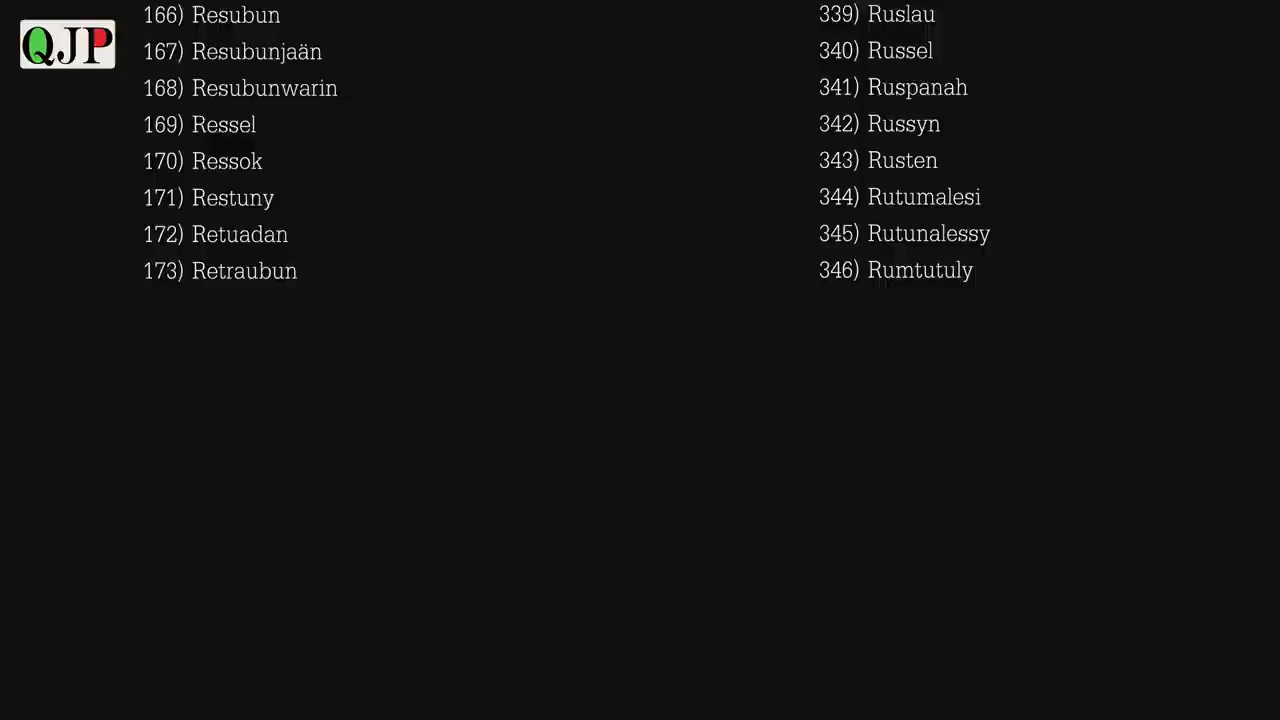 QJP
166) Resubun
167) Resubunjaän
168) Resubunwarin
169) Ressel
170) Ressok
171) Restuny
172) Retuadan
173) Retraubun
339) Ruslau
340) Russel
341) Ruspanah
342) Russyn
343) Rusten
344) Rutumalesi
345) Rutunalessy
346) Rumtutuly